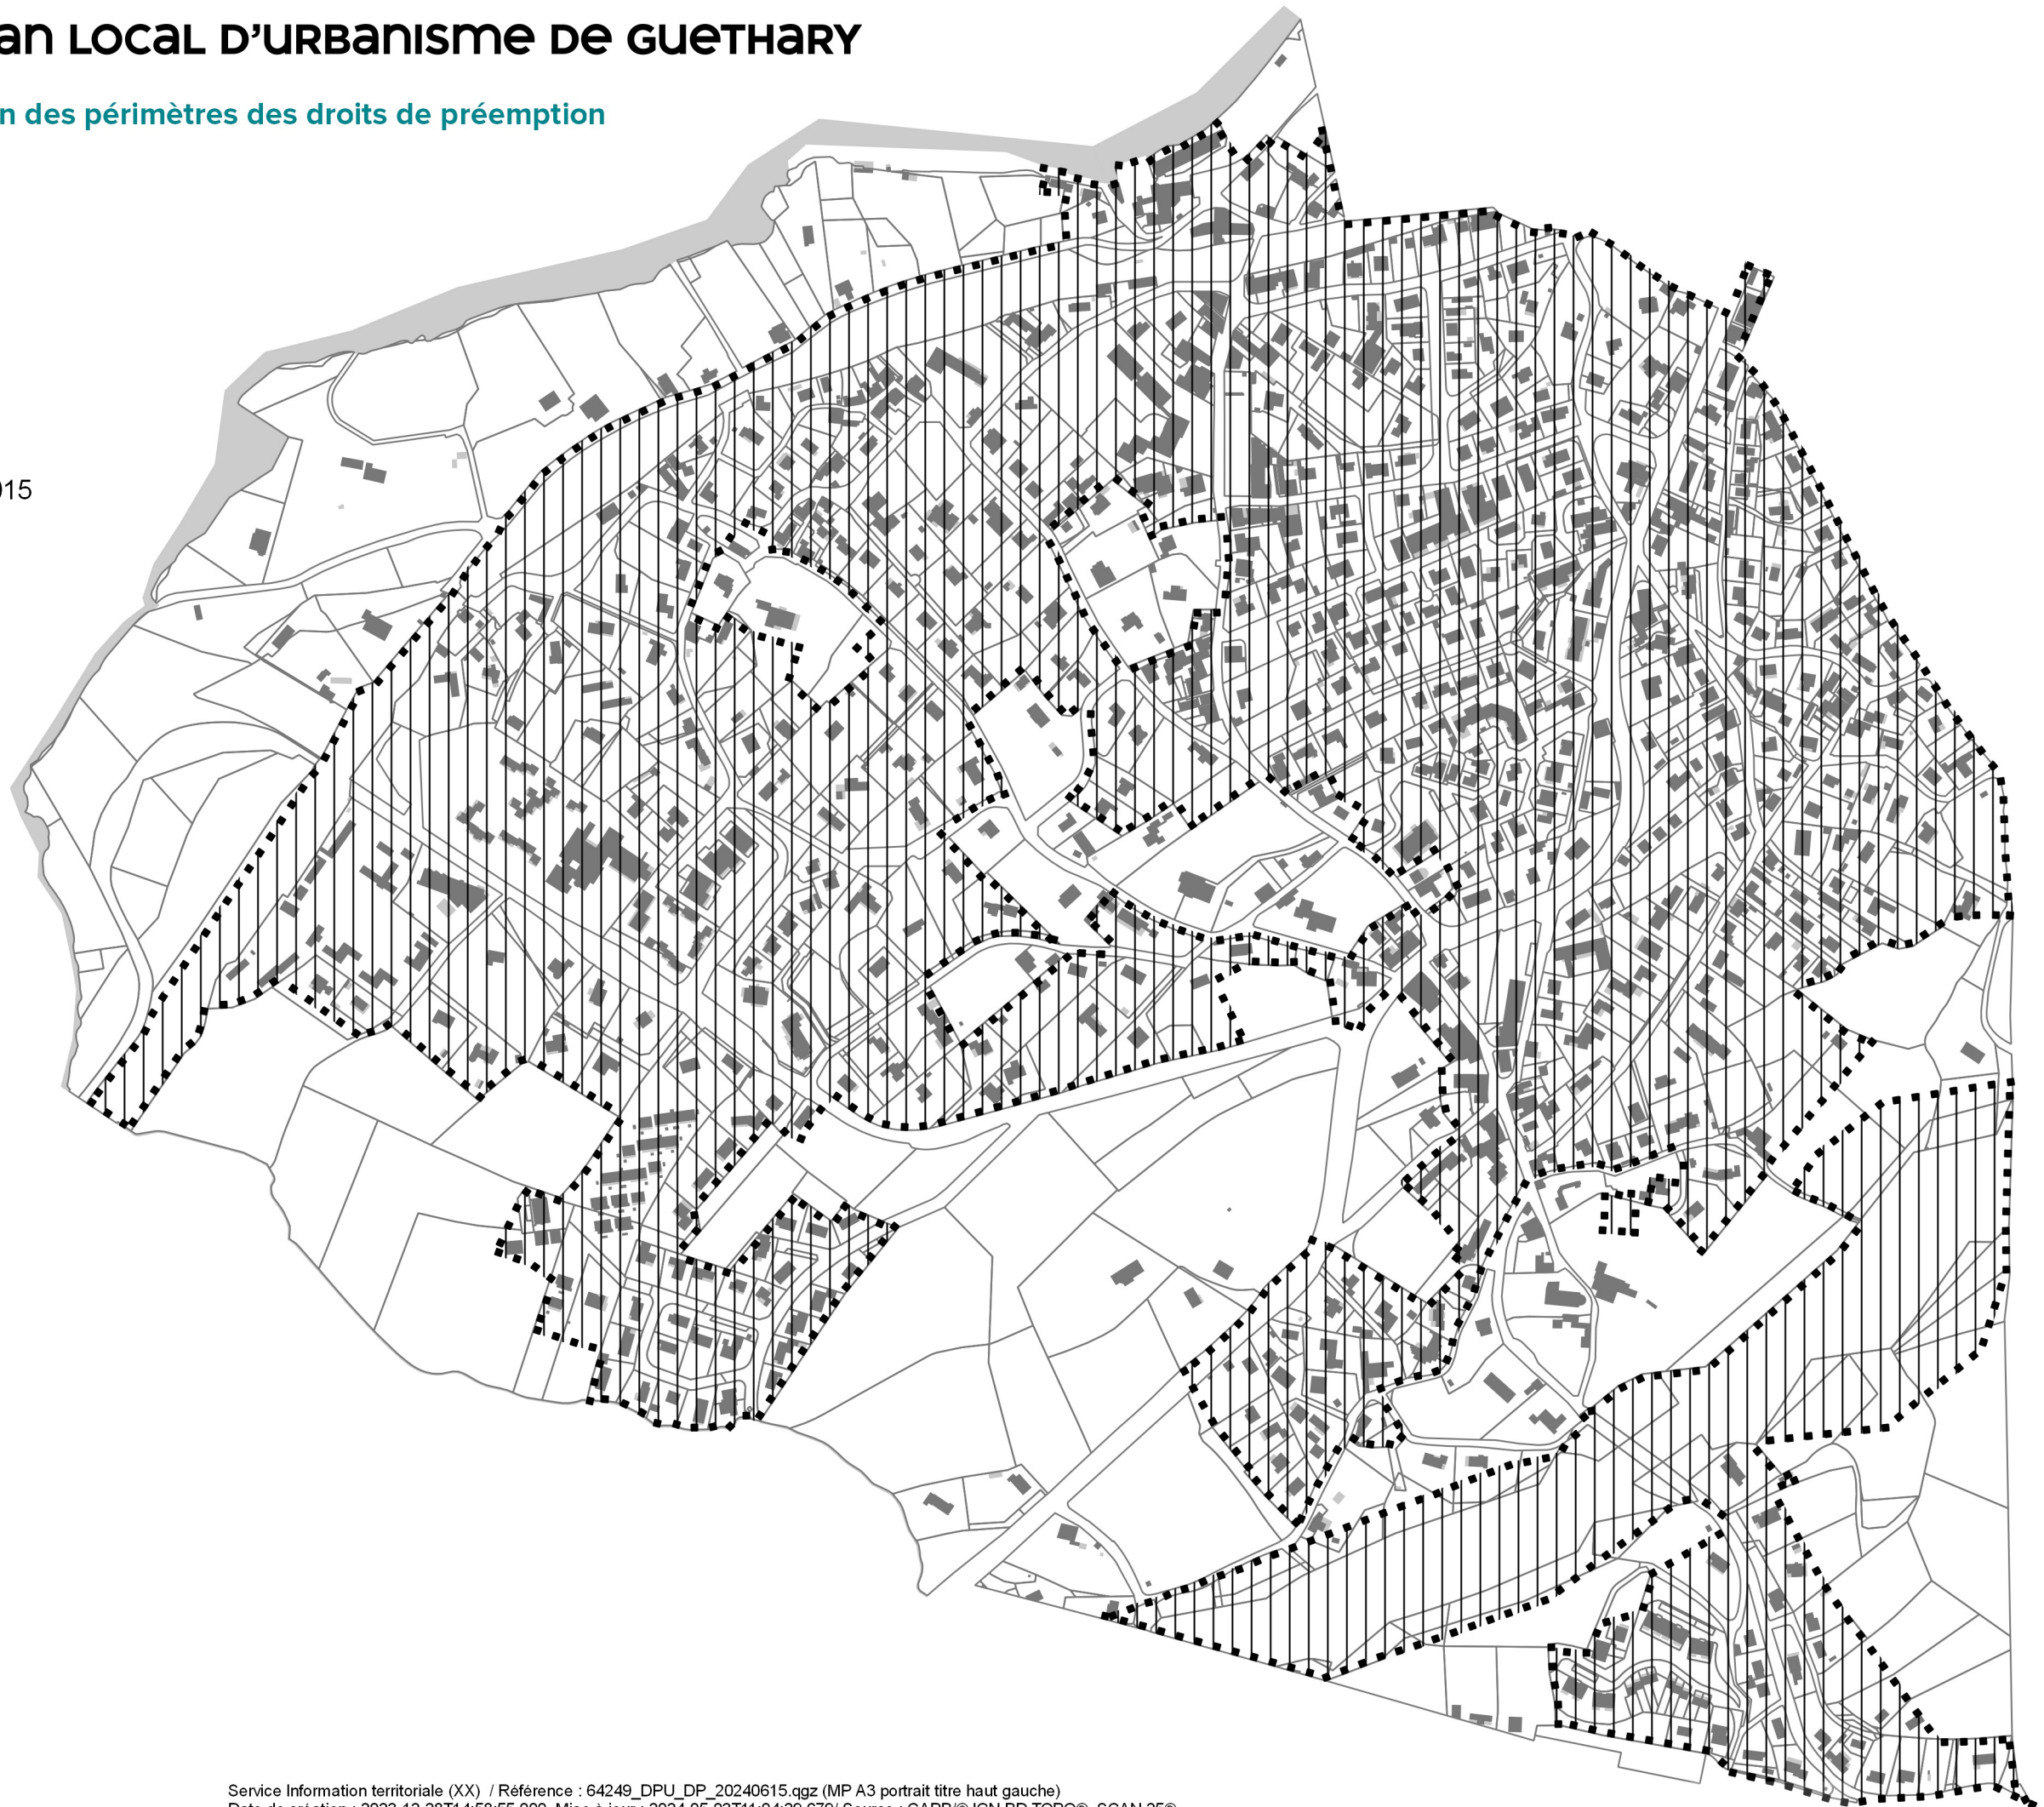 an LOCAL D'URBANISME DE GUETHARY
n des périmètres des droits de préemption
015
Service Information territoriale (XX) / Référence : 64249_DPU_DP_20240615.qgz (MP A3 portrait titre haut gauche)